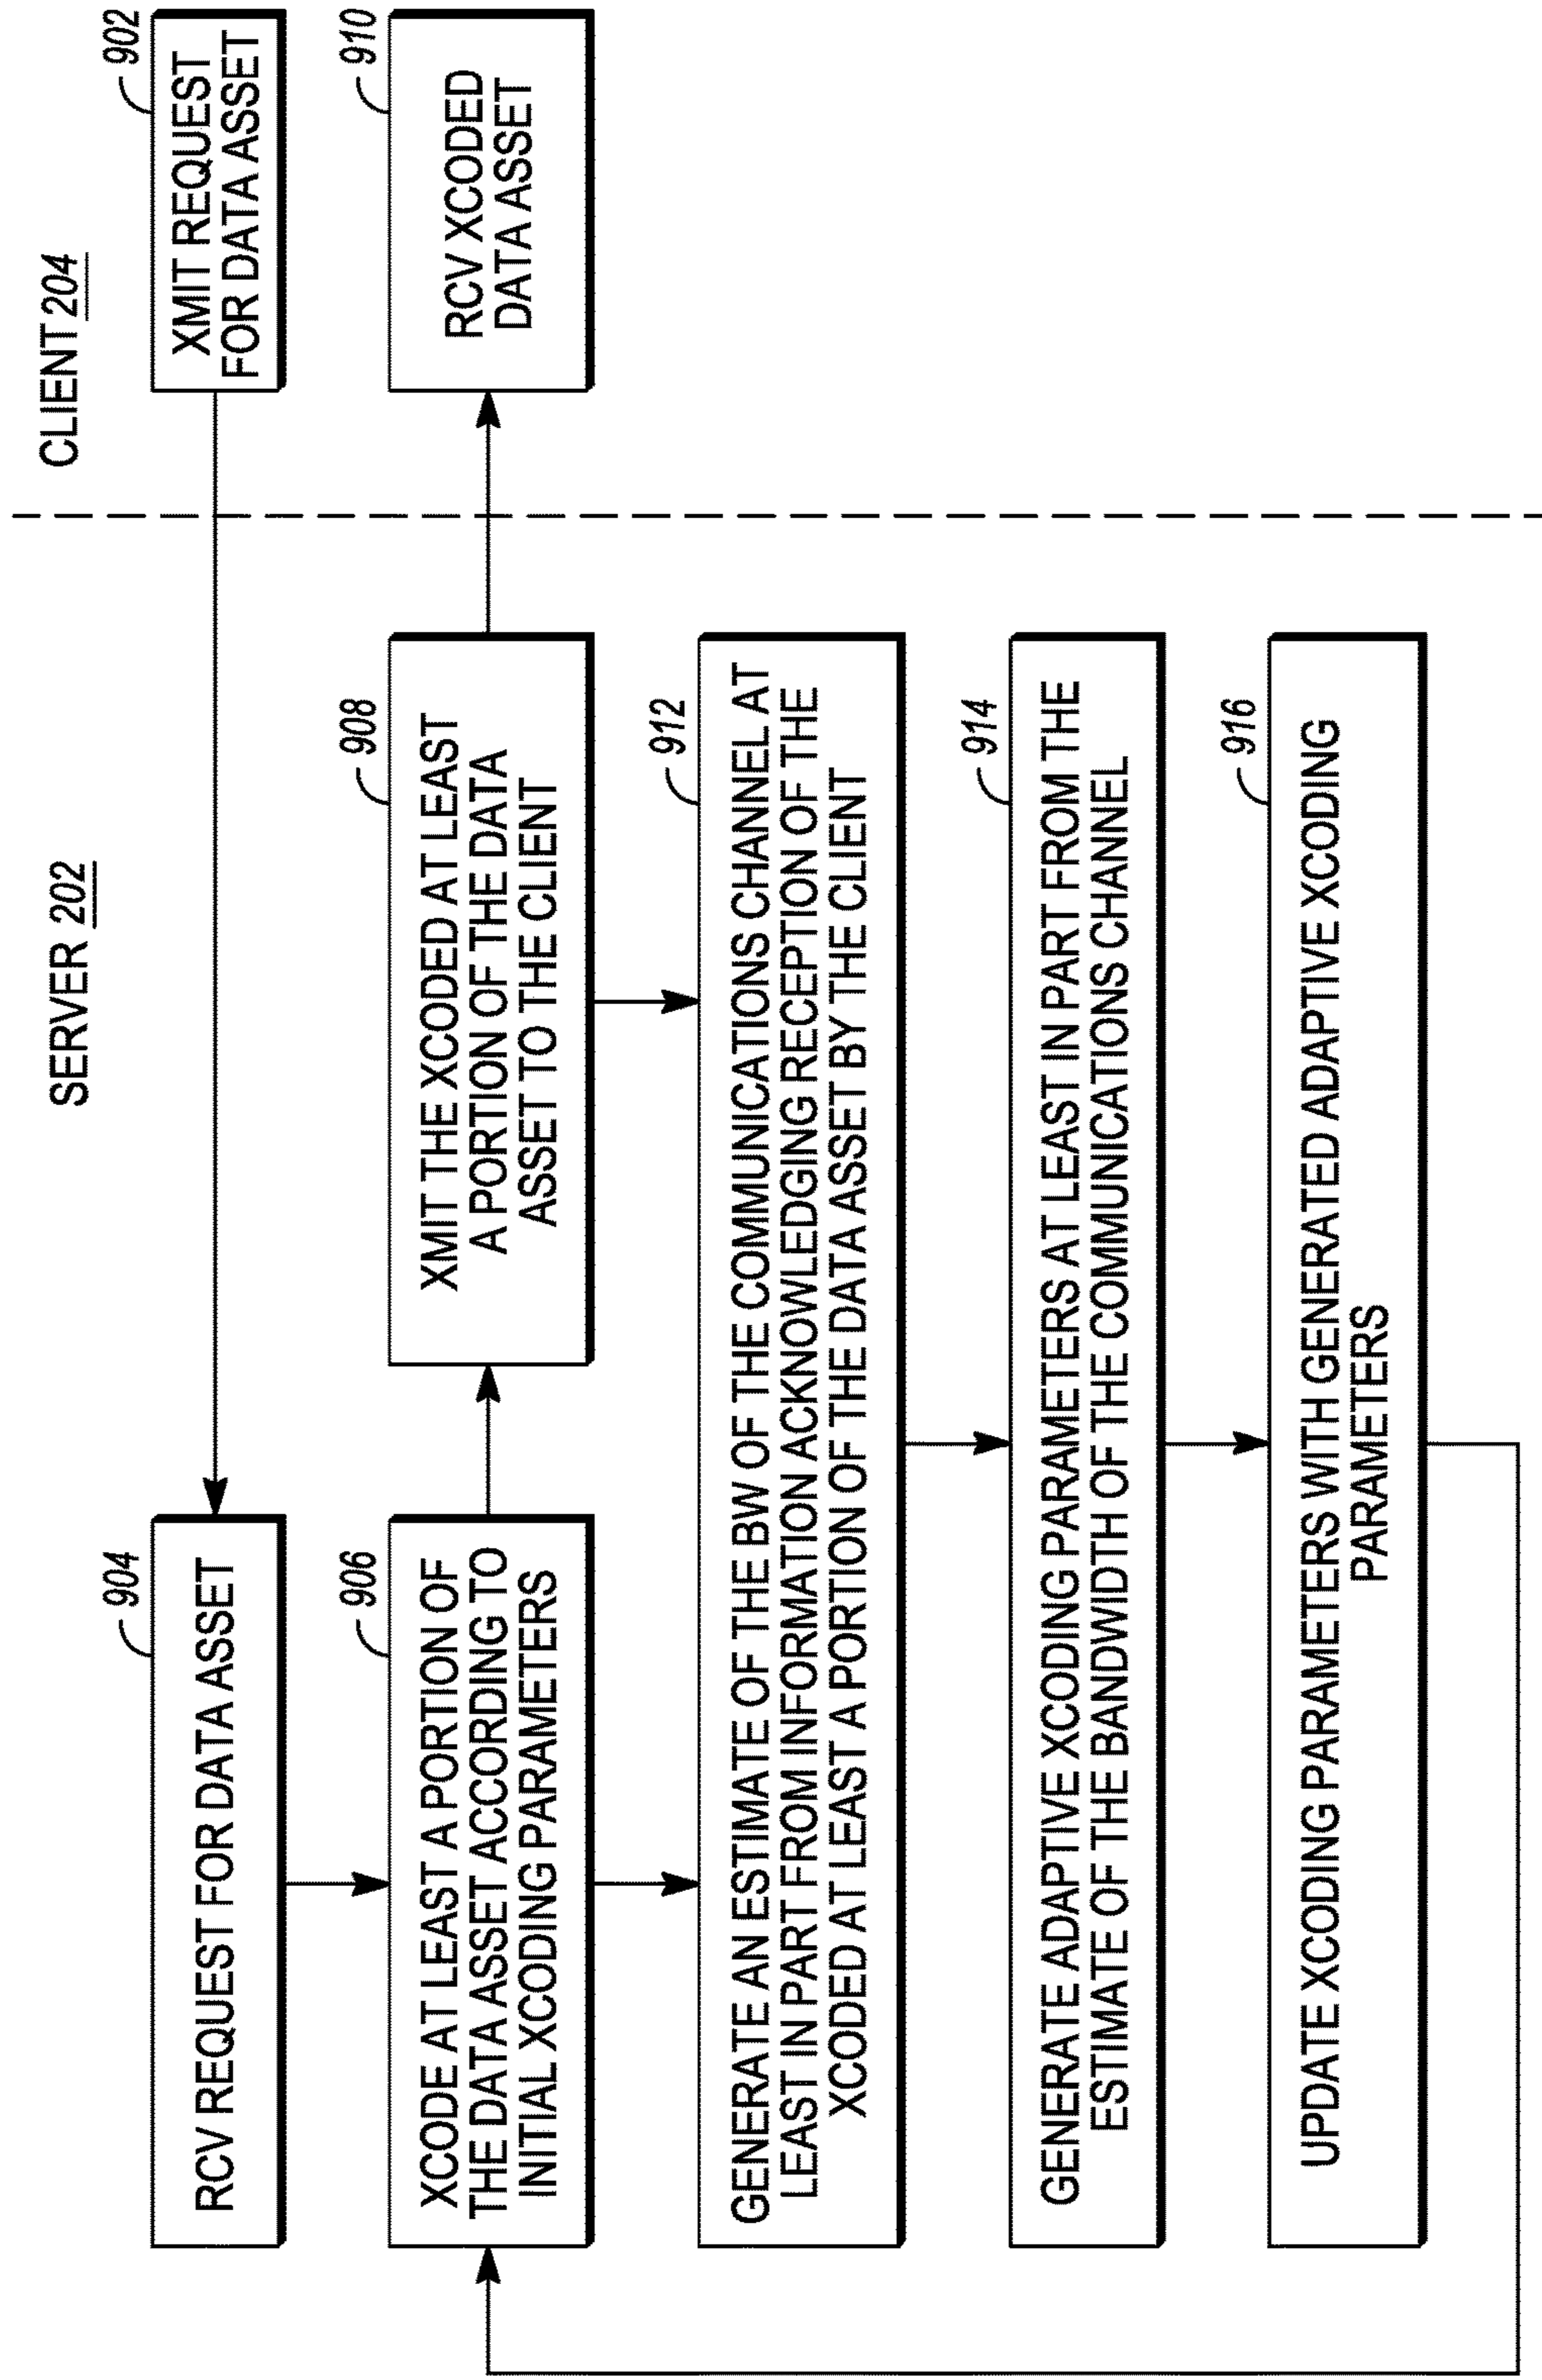 SERVER 202
CLIENT 204
902
XMIT REQUEST
FOR DATA ASSET
904
RCV REQUEST FOR DATA ASSET
906
XCODE AT LEAST A PORTION OF
THE DATA ASSET ACCORDING TO
INITIAL XCODING PARAMETERS
908
XMIT THE XCODED AT LEAST
A PORTION OF THE DATA
ASSET TO THE CLIENT
910
RCV XCODED
DATA ASSET
912
GENERATE AN ESTIMATE OF THE BW OF THE COMMUNICATIONS CHANNEL AT
LEAST IN PART FROM INFORMATION ACKNOWLEDGING RECEPTION OF THE
XCODED AT LEAST A PORTION OF THE DATA ASSET BY THE CLIENT
914
GENERATE ADAPTIVE XCODING PARAMETERS AT LEAST IN PART FROM THE
ESTIMATE OF THE BANDWIDTH OF THE COMMUNICATIONS CHANNEL
916
UPDATE XCODING PARAMETERS WITH GENERATED ADAPTIVE XCODING
PARAMETERS